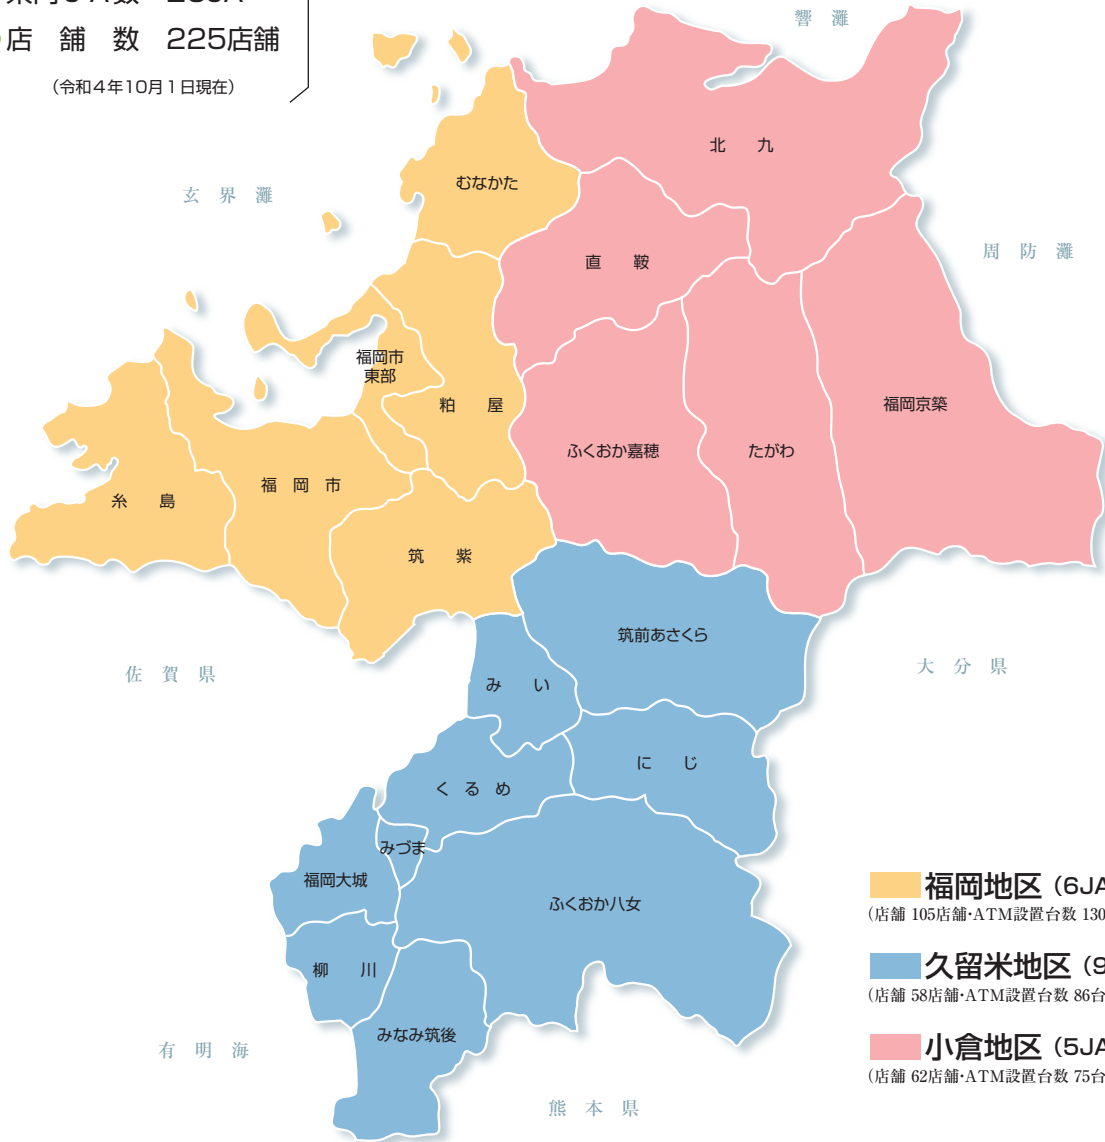 店 舗 数 225店舗
(令和4年10月1日現在)
響 灘
玄 界 灘
周 防 灘
北 九
むなかた
直 鞍
福岡市
東部
粕 屋
福岡京築
ふくおか嘉穂
たがわ
福 岡 市
糸 島
筑 紫
筑前あさくら
佐 賀 県
大 分 県
み い
に じ
く る め
みづま
福岡大城
ふくおか八女
柳 川
みなみ筑後
有 明 海
熊 本 県
福岡地区 (6JA
(店舗 105店舗・ATM設置台数 130
久留米地区 (9
(店舗 58店舗・ATM設置台数 86台
小倉地区 (5JA
(店舗 62店舗・ATM設置台数 75台